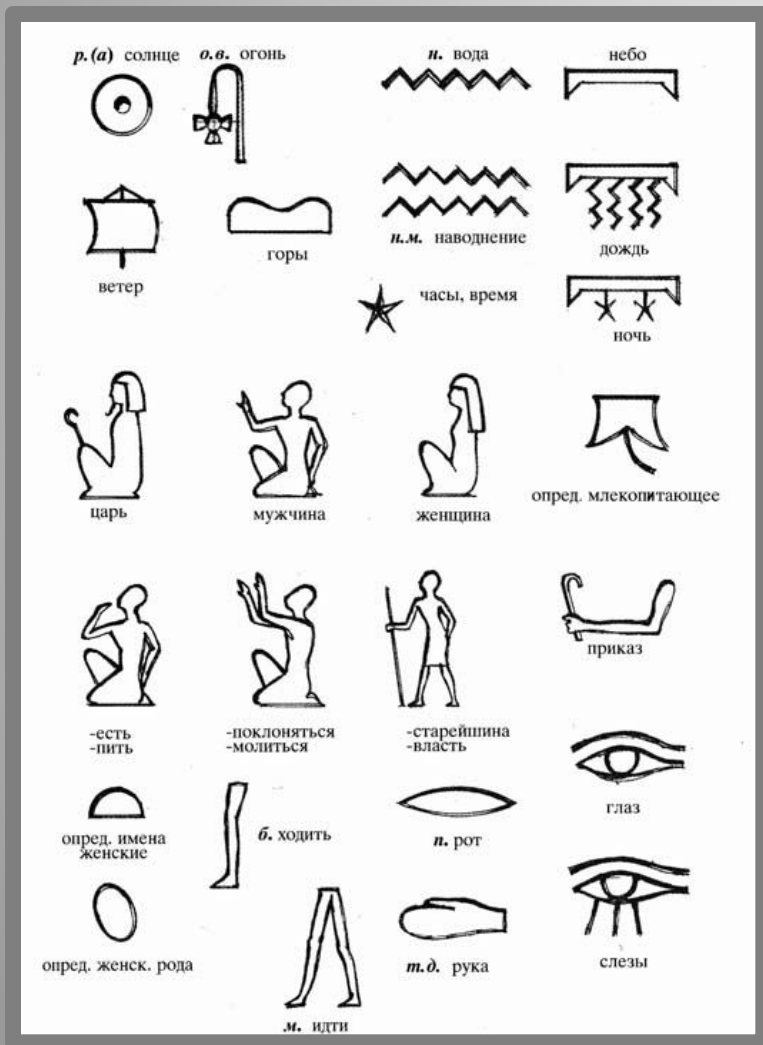 р.(а) солнце
о.в. огонь
н. вода
небо
ветер
горы
н.м. наводнение
дождь
часы, время
ночь
царь
мужчина
женщина
опред. млекопитающее
-есть
-пить
-поклоняться
-молиться
-старейшина
-власть
приказ
опред. имена
женские
б. ходить
п. рот
глаз
опред. женск. рода
м. идти
т.д. рука
слезы